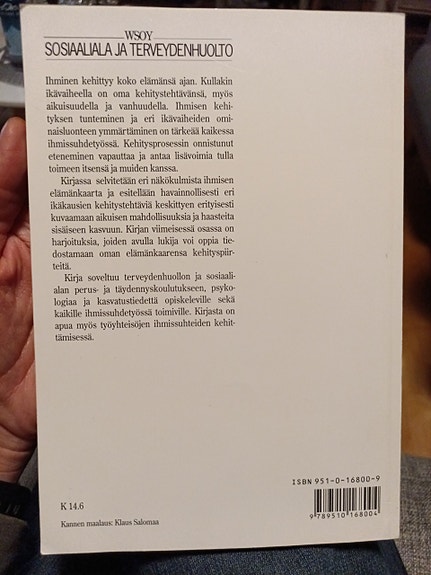 WSOY
SOSIAALIALA JA TERVEYDENHUOLTO
Ihminen kehittyy koko elämänsä ajan. Kullakin
ikävaiheella on oma kehitystehtävänsä, myös
aikuisuudella ja vanhuudella. Ihmisen kehi-
tyksen tunteminen ja eri ikävaiheiden omi-
naisluonteen ymmärtäminen on tärkeää kaikessa
ihmissuhdetyössä. Kehitysprosessin onnistunut
eteneminen vapauttaa ja antaa lisävoimia tulla
toimeen itsensä ja muiden kanssa.
Kirjassa selvitetään eri näkökulmista ihmisen
elämänkaarta ja esitellään havainnollisesti eri
ikäkausien kehitystehtäviä keskittyen erityisesti
kuvaamaan aikuisen mahdollisuuksia ja haasteita
sisäiseen kasvuun. Kirjan viimeisessä osassa on
harjoituksia, joiden avulla lukija voi oppia tie-
dostamaan oman elämänkaarensa kehityspiir-
teitä.
Kirja soveltuu terveydenhuollon ja sosiaali-
alan perus- ja täydennyskoulutukseen, psyko-
logiaa ja kasvatustiedettä opiskeleville sekä
kaikille ihmissuhdetyössä toimiville. Kirjasta on
apua myös työyhteisöjen ihmissuhteiden kehit-
tämisessä.
ISBN 951-0-16800-9
9 789510 168004
K 14.6
Kannen maalaus: Klaus Salomaa